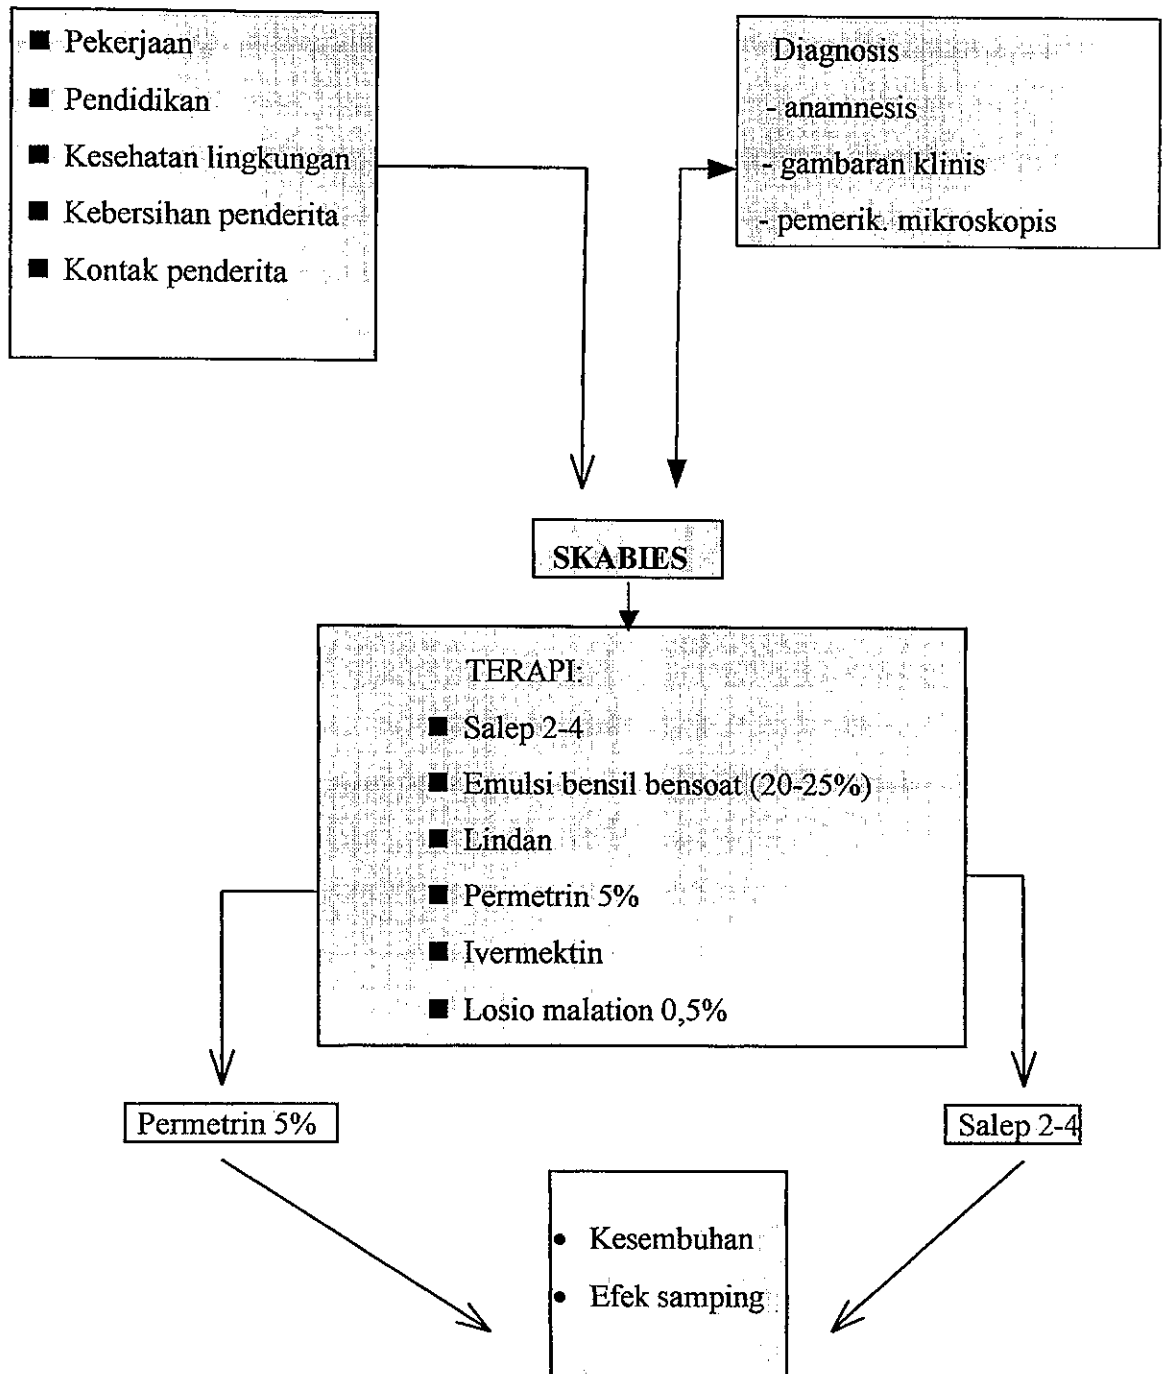 ■ Pekerjaan
■ Pendidikan
■ Kesehatan lingkungan
■ Kebersihan penderita
■ Kontak penderita
Diagnosis
- anamnesis
- gambaran klinis
- pemerik. mikroskopis
SKABIES
TERAPI:
■ Salep 2-4
■ Emulsi bensil bensoat (20-25%)
■ Lindan
■ Permetrin 5%
■ Ivermektin
■ Losio malation 0,5%
Permetrin 5%
Salep 2-4
• Kesembuhan
• Efek samping